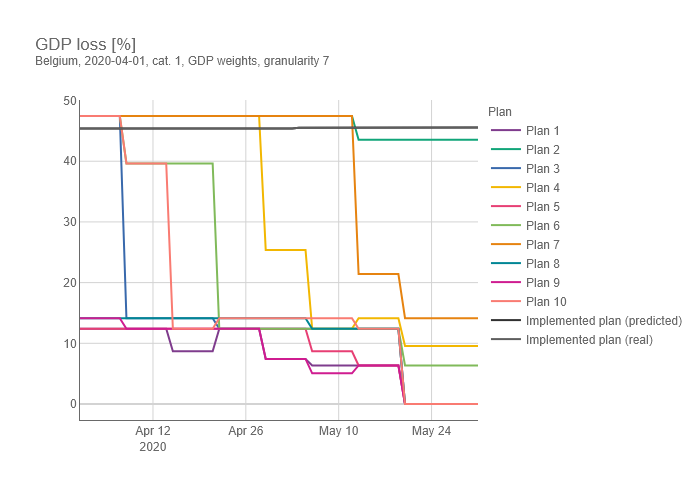 GDP loss [%]
Belgium, 2020-04-01, cat. 1, GDP weights, granularity 7
50
40
30
20
10
0
Apr 12
2020
Apr 26
May 10
May 24
Plan
Plan 1
Plan 2
Plan 3
Plan 4
Plan 5
Plan 6
Plan 7
Plan 8
Plan 9
Plan 10
Implemented plan (predicted)
Implemented plan (real)